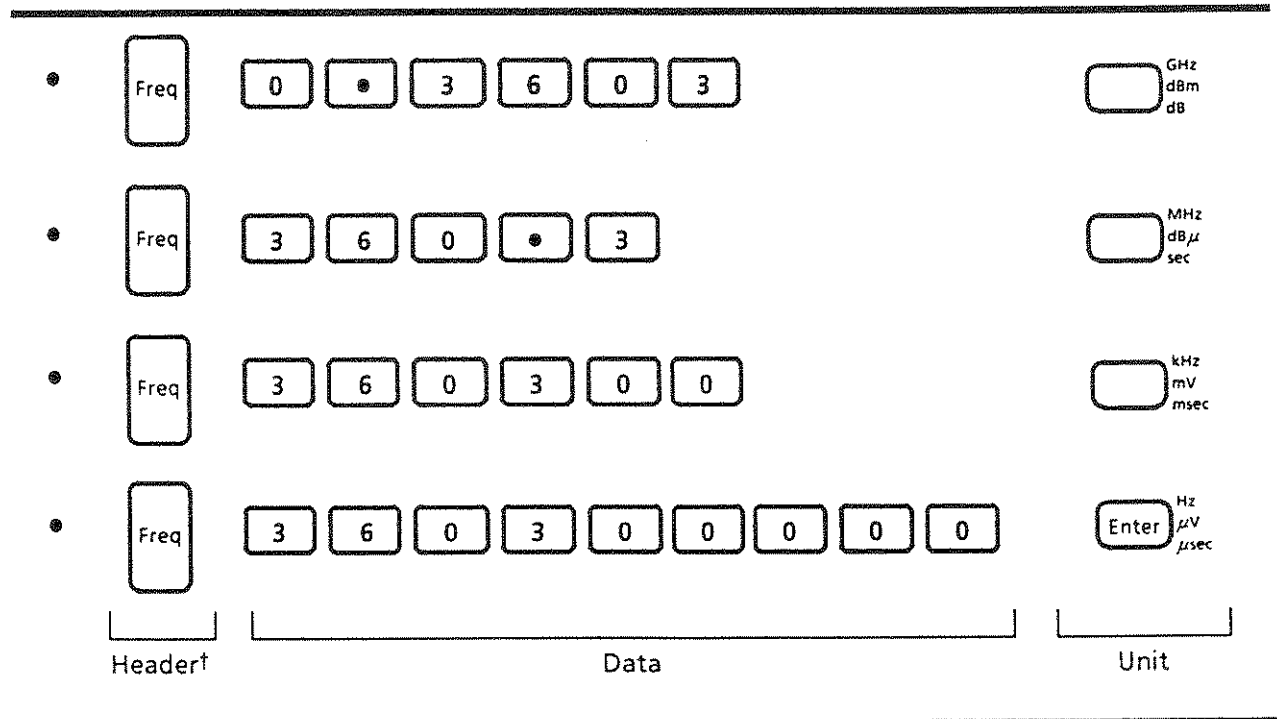 • Freq 0 • 3 6 0 3 GHz
dBm
dB
• Freq 3 6 0 • 3 MHz
dBμ
sec
• Freq 3 6 0 3 0 0 kHz
mV
msec
• Freq 3 6 0 3 0 0 0 0 0 Enter Hz
μV
μsec
Header† Data Unit